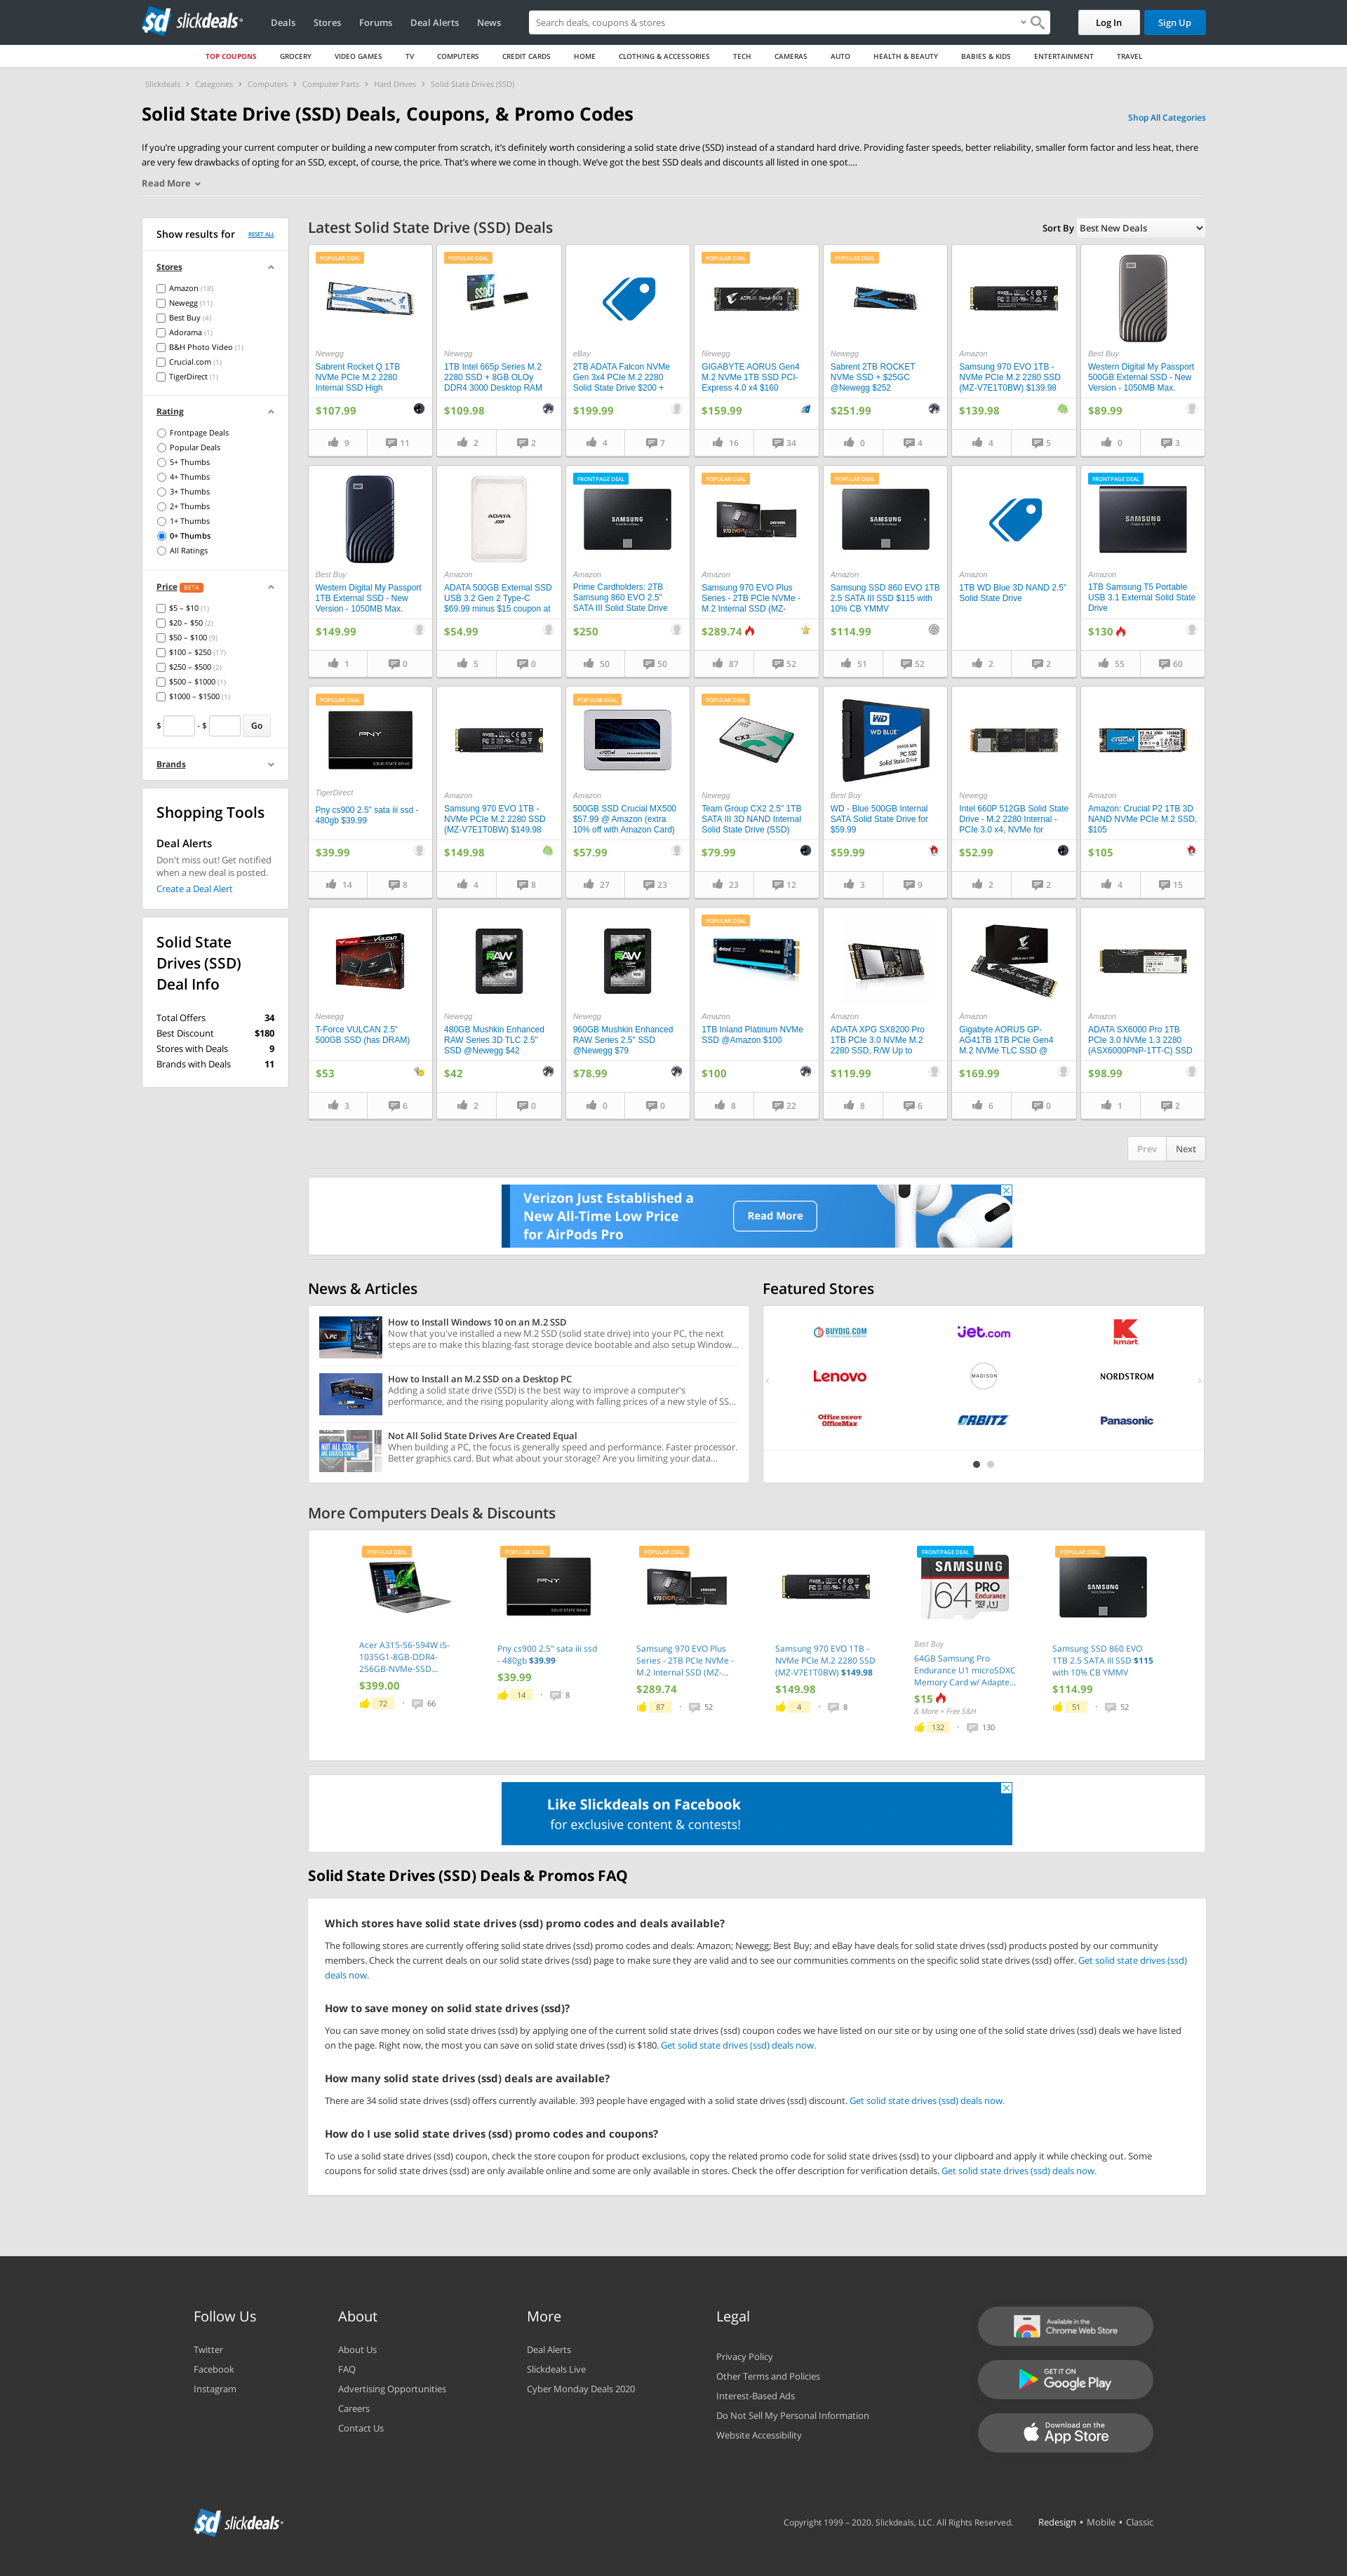 slickdeals
Deals
Stores
Forums
Deal Alerts
News
Search deals, coupons & stores
Log In
Sign Up
TOP COUPONS
GROCERY
VIDEO GAMES
TV
COMPUTERS
CREDIT CARDS
HOME
CLOTHING & ACCESSORIES
TECH
CAMERAS
AUTO
HEALTH & BEAUTY
BABIES & KIDS
ENTERTAINMENT
TRAVEL
Slickdeals > Categories > Computers > Computer Parts > Hard Drives > Solid State Drives (SSD)
Solid State Drive (SSD) Deals, Coupons, & Promo Codes
Shop All Categories
If you're upgrading your current computer or building a new computer from scratch, it's definitely worth considering a solid state drive (SSD) instead of a standard hard drive. Providing faster speeds, better reliability, smaller form factor and less heat, there
are very few drawbacks of opting for an SSD, except, of course, the price. That's where we come in though. We've got the best SSD deals and discounts all listed in one spot....
Read More
Show results for
RESET ALL
Stores
Amazon (18)
Newegg (11)
Best Buy (4)
Adorama (1)
B&H Photo Video (1)
Crucial.com (1)
TigerDirect (1)
Rating
Frontpage Deals
Popular Deals
5+ Thumbs
4+ Thumbs
3+ Thumbs
2+ Thumbs
1+ Thumbs
0+ Thumbs
All Ratings
Price BETA
$5 – $10 (1)
$20 – $50 (2)
$50 – $100 (9)
$100 – $250 (17)
$250 – $500 (2)
$500 – $1000 (1)
$1000 – $1500 (1)
$ - $ Go
Brands
Shopping Tools
Deal Alerts
Don't miss out! Get notified
when a new deal is posted.
Create a Deal Alert
Solid State
Drives (SSD)
Deal Info
Total Offers 34
Best Discount $180
Stores with Deals 9
Brands with Deals 11
Latest Solid State Drive (SSD) Deals
Sort By Best New Deals
POPULAR DEAL
Newegg
Sabrent Rocket Q 1TB
NVMe PCIe M.2 2280
Internal SSD High
$107.99
9 11
POPULAR DEAL
Newegg
1TB Intel 665p Series M.2
2280 SSD + 8GB OLOy
DDR4 3000 Desktop RAM
$109.98
2 2
eBay
2TB ADATA Falcon NVMe
Gen 3x4 PCIe M.2 2280
Solid State Drive $200 +
$199.99
4 7
POPULAR DEAL
Newegg
GIGABYTE AORUS Gen4
M.2 NVMe 1TB SSD PCI-
Express 4.0 x4 $160
$159.99
16 34
POPULAR DEAL
Newegg
Sabrent 2TB ROCKET
NVMe SSD + $25GC
@Newegg $252
$251.99
0 4
Amazon
Samsung 970 EVO 1TB -
NVMe PCIe M.2 2280 SSD
(MZ-V7E1T0BW) $139.98
$139.98
4 5
Best Buy
Western Digital My Passport
500GB External SSD - New
Version - 1050MB Max.
$89.99
0 3
Best Buy
Western Digital My Passport
1TB External SSD - New
Version - 1050MB Max.
$149.99
1 0
ADATA
Amazon
ADATA 500GB External SSD
USB 3.2 Gen 2 Type-C
$69.99 minus $15 coupon at
$54.99
5 0
FRONTPAGE DEAL
SAMSUNG
Amazon
Prime Cardholders: 2TB
Samsung 860 EVO 2.5"
SATA III Solid State Drive
$250
50 50
POPULAR DEAL
Amazon
Samsung 970 EVO Plus
Series - 2TB PCIe NVMe -
M.2 Internal SSD (MZ-
$289.74
87 52
POPULAR DEAL
SAMSUNG
Amazon
Samsung SSD 860 EVO 1TB
2.5 SATA III SSD $115 with
10% CB YMMV
$114.99
51 52
Amazon
1TB WD Blue 3D NAND 2.5"
Solid State Drive
2 2
FRONTPAGE DEAL
SAMSUNG
Amazon
1TB Samsung T5 Portable
USB 3.1 External Solid State
Drive
$130
55 60
POPULAR DEAL
PNY
TigerDirect
Pny cs900 2.5" sata iii ssd -
480gb $39.99
$39.99
14 8
Amazon
Samsung 970 EVO 1TB -
NVMe PCIe M.2 2280 SSD
(MZ-V7E1T0BW) $149.98
$149.98
4 8
POPULAR DEAL
Amazon
500GB SSD Crucial MX500
$57.99 @ Amazon (extra
10% off with Amazon Card)
$57.99
27 23
POPULAR DEAL
CX2
Newegg
Team Group CX2 2.5" 1TB
SATA III 3D NAND Internal
Solid State Drive (SSD)
$79.99
23 12
WD BLUE
PC SSD
Solid State Drive
Best Buy
WD - Blue 500GB Internal
SATA Solid State Drive for
$59.99
$59.99
3 9
Newegg
Intel 660P 512GB Solid State
Drive - M.2 2280 Internal -
PCIe 3.0 x4, NVMe for
$52.99
2 2
crucial
Amazon
Amazon: Crucial P2 1TB 3D
NAND NVMe PCIe M.2 SSD,
$105
$105
4 15
VULCAN
Newegg
T-Force VULCAN 2.5"
500GB SSD (has DRAM)
$53
3 6
RAW
Newegg
480GB Mushkin Enhanced
RAW Series 3D TLC 2.5"
SSD @Newegg $42
$42
2 0
RAW
Newegg
960GB Mushkin Enhanced
RAW Series 2.5" SSD
@Newegg $79
$78.99
0 0
POPULAR DEAL
Amazon
1TB Inland Platinum NVMe
SSD @Amazon $100
$100
8 22
Amazon
ADATA XPG SX8200 Pro
1TB PCIe 3.0 NVMe M.2
2280 SSD, R/W Up to
$119.99
8 6
Amazon
Gigabyte AORUS GP-
AG41TB 1TB PCIe Gen4
M.2 NVMe TLC SSD @
$169.99
6 0
Amazon
ADATA SX6000 Pro 1TB
PCIe 3.0 NVMe 1.3 2280
(ASX6000PNP-1TT-C) SSD
$98.99
1 2
Prev Next
Verizon Just Established a
New All-Time Low Price
for AirPods Pro
Read More
News & Articles
How to Install Windows 10 on an M.2 SSD
Now that you've installed a new M.2 SSD (solid state drive) into your PC, the next
steps are to make this blazing-fast storage device bootable and also setup Window...
How to Install an M.2 SSD on a Desktop PC
Adding a solid state drive (SSD) is the best way to improve a computer's
performance, and the rising popularity along with falling prices of a new style of SS...
NOT ALL SSDs
ARE CREATED EQUAL
Not All Solid State Drives Are Created Equal
When building a PC, the focus is generally speed and performance. Faster processor.
Better graphics card. But what about your storage? Are you limiting your data...
Featured Stores
BUYDIG.COM
Jet.com
kmart
Lenovo
MADISON
NORDSTROM
Office DEPOT
OfficeMax
ORBITZ
Panasonic
More Computers Deals & Discounts
POPULAR DEAL
Acer A315-56-594W i5-
1035G1-8GB-DDR4-
256GB-NVMe-SSD...
$399.00
72 · 66
POPULAR DEAL
PNY
Pny cs900 2.5" sata iii ssd
- 480gb $39.99
$39.99
14 · 8
POPULAR DEAL
Samsung 970 EVO Plus
Series - 2TB PCIe NVMe -
M.2 Internal SSD (MZ-...
$289.74
87 · 52
Samsung 970 EVO 1TB -
NVMe PCIe M.2 2280 SSD
(MZ-V7E1T0BW) $149.98
$149.98
4 · 8
FRONTPAGE DEAL
SAMSUNG
64 PRO
Endurance
Best Buy
64GB Samsung Pro
Endurance U1 microSDXC
Memory Card w/ Adapte...
$15
& More + Free S&H
132 · 130
POPULAR DEAL
SAMSUNG
Samsung SSD 860 EVO
1TB 2.5 SATA III SSD $115
with 10% CB YMMV
$114.99
51 · 52
Like Slickdeals on Facebook
for exclusive content & contests!
Solid State Drives (SSD) Deals & Promos FAQ
Which stores have solid state drives (ssd) promo codes and deals available?
The following stores are currently offering solid state drives (ssd) promo codes and deals: Amazon; Newegg; Best Buy; and eBay have deals for solid state drives (ssd) products posted by our community
members. Check the current deals on our solid state drives (ssd) page to make sure they are valid and to see our communities comments on the specific solid state drives (ssd) offer. Get solid state drives (ssd)
deals now.
How to save money on solid state drives (ssd)?
You can save money on solid state drives (ssd) by applying one of the current solid state drives (ssd) coupon codes we have listed on our site or by using one of the solid state drives (ssd) deals we have listed
on the page. Right now, the most you can save on solid state drives (ssd) is $180. Get solid state drives (ssd) deals now.
How many solid state drives (ssd) deals are available?
There are 34 solid state drives (ssd) offers currently available. 393 people have engaged with a solid state drives (ssd) discount. Get solid state drives (ssd) deals now.
How do I use solid state drives (ssd) promo codes and coupons?
To use a solid state drives (ssd) coupon, check the store coupon for product exclusions, copy the related promo code for solid state drives (ssd) to your clipboard and apply it while checking out. Some
coupons for solid state drives (ssd) are only available online and some are only available in stores. Check the offer description for verification details. Get solid state drives (ssd) deals now.
Follow Us
Twitter
Facebook
Instagram
About
About Us
FAQ
Advertising Opportunities
Careers
Contact Us
More
Deal Alerts
Slickdeals Live
Cyber Monday Deals 2020
Legal
Privacy Policy
Other Terms and Policies
Interest-Based Ads
Do Not Sell My Personal Information
Website Accessibility
Available in the
Chrome Web Store
GET IT ON
Google Play
Download on the
App Store
slickdeals
Copyright 1999 – 2020. Slickdeals, LLC. All Rights Reserved.
Redesign • Mobile • Classic